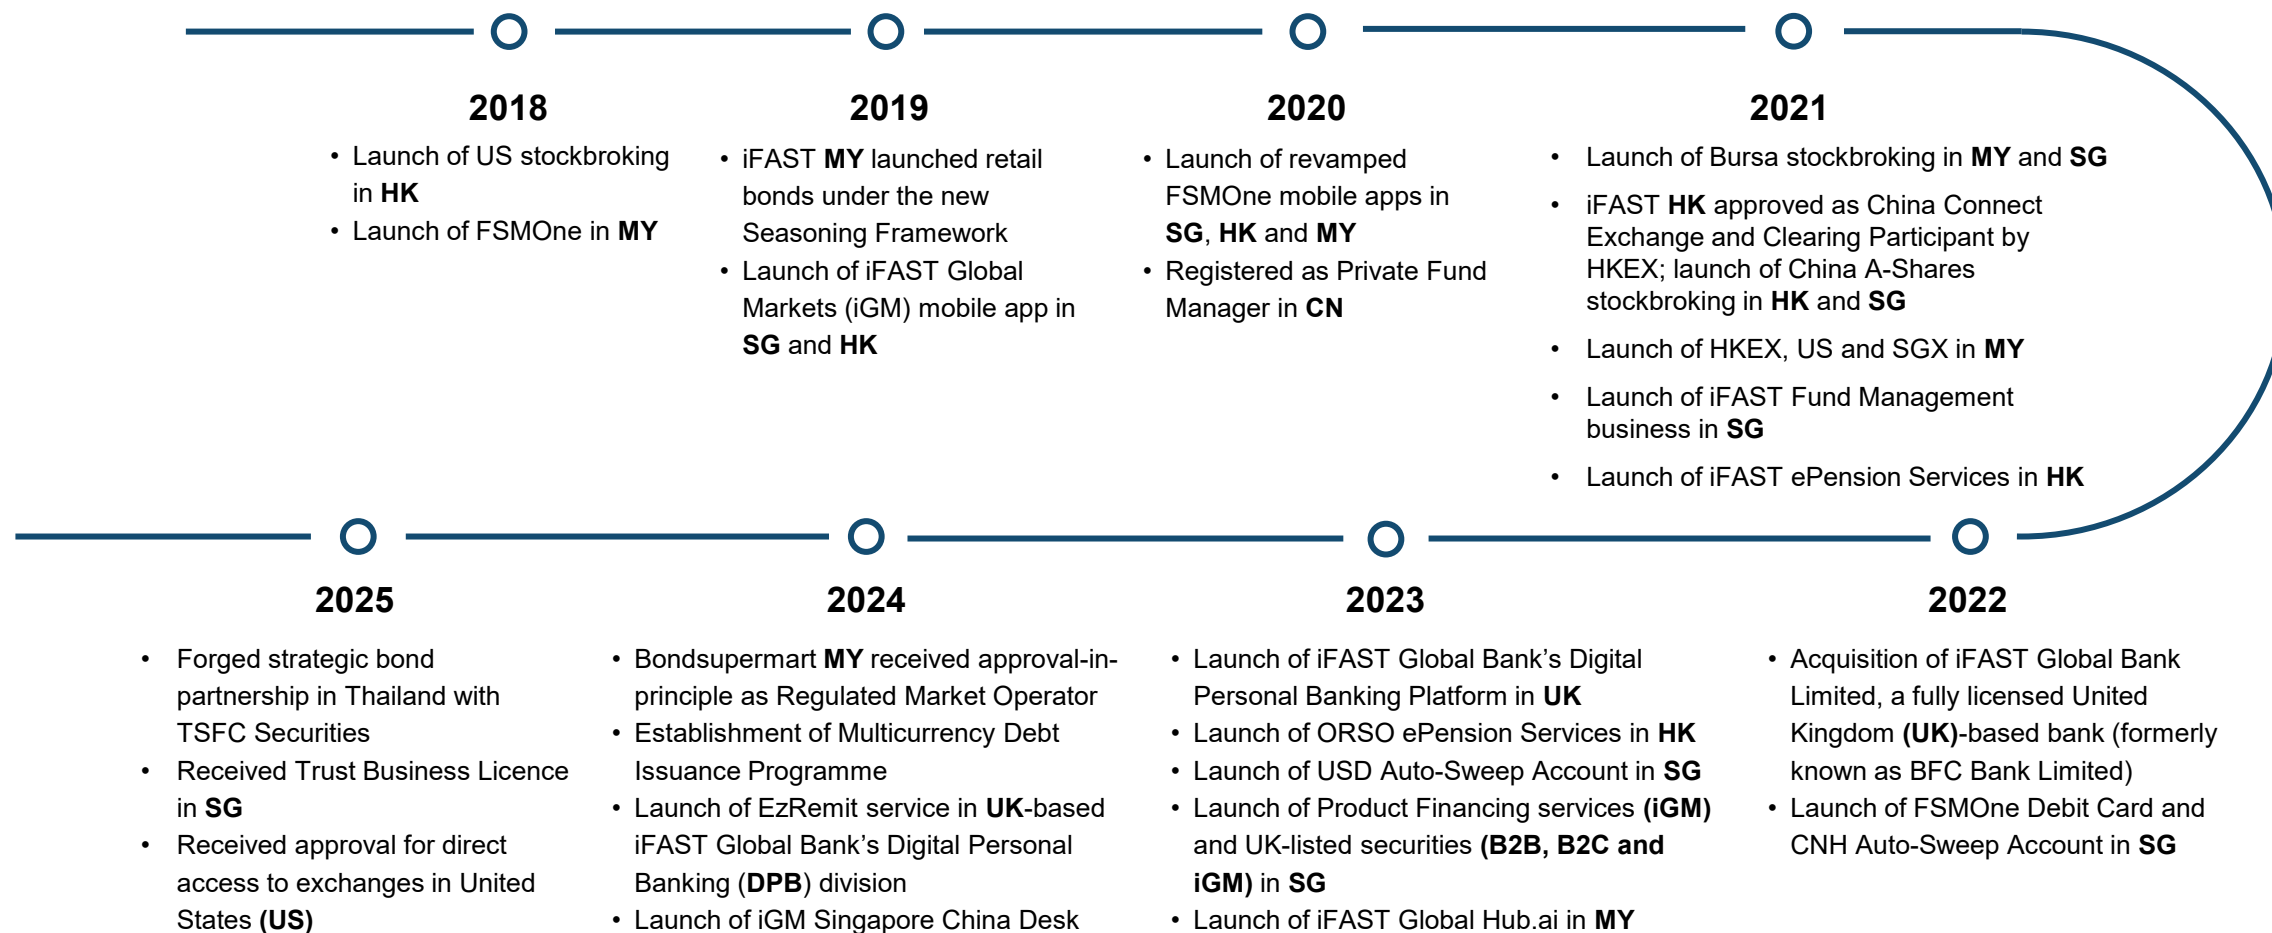 2018
• Launch of US stockbroking
in HK
• Launch of FSMOne in MY
2019
• iFAST MY launched retail
bonds under the new
Seasoning Framework
• Launch of iFAST Global
Markets (iGM) mobile app in
SG and HK
2020
• Launch of revamped
FSMOne mobile apps in
SG, HK and MY
• Registered as Private Fund
Manager in CN
2021
• Launch of Bursa stockbroking in MY and SG
• iFAST HK approved as China Connect
Exchange and Clearing Participant by
HKEX; launch of China A-Shares
stockbroking in HK and SG
• Launch of HKEX, US and SGX in MY
• Launch of iFAST Fund Management
business in SG
• Launch of iFAST ePension Services in HK
2022
• Acquisition of iFAST Global Bank
Limited, a fully licensed United
Kingdom (UK)-based bank (formerly
known as BFC Bank Limited)
• Launch of FSMOne Debit Card and
CNH Auto-Sweep Account in SG
2023
• Launch of iFAST Global Bank’s Digital
Personal Banking Platform in UK
• Launch of ORSO ePension Services in HK
• Launch of USD Auto-Sweep Account in SG
• Launch of Product Financing services (iGM)
and UK-listed securities (B2B, B2C and
iGM) in SG
• Launch of iFAST Global Hub.ai in MY
2024
• Bondsupermart MY received approval-in-
principle as Regulated Market Operator
• Establishment of Multicurrency Debt
Issuance Programme
• Launch of EzRemit service in UK-based
iFAST Global Bank’s Digital Personal
Banking (DPB) division
• Launch of iGM Singapore China Desk
2025
• Forged strategic bond
partnership in Thailand with
TSFC Securities
• Received Trust Business Licence
in SG
• Received approval for direct
access to exchanges in United
States (US)